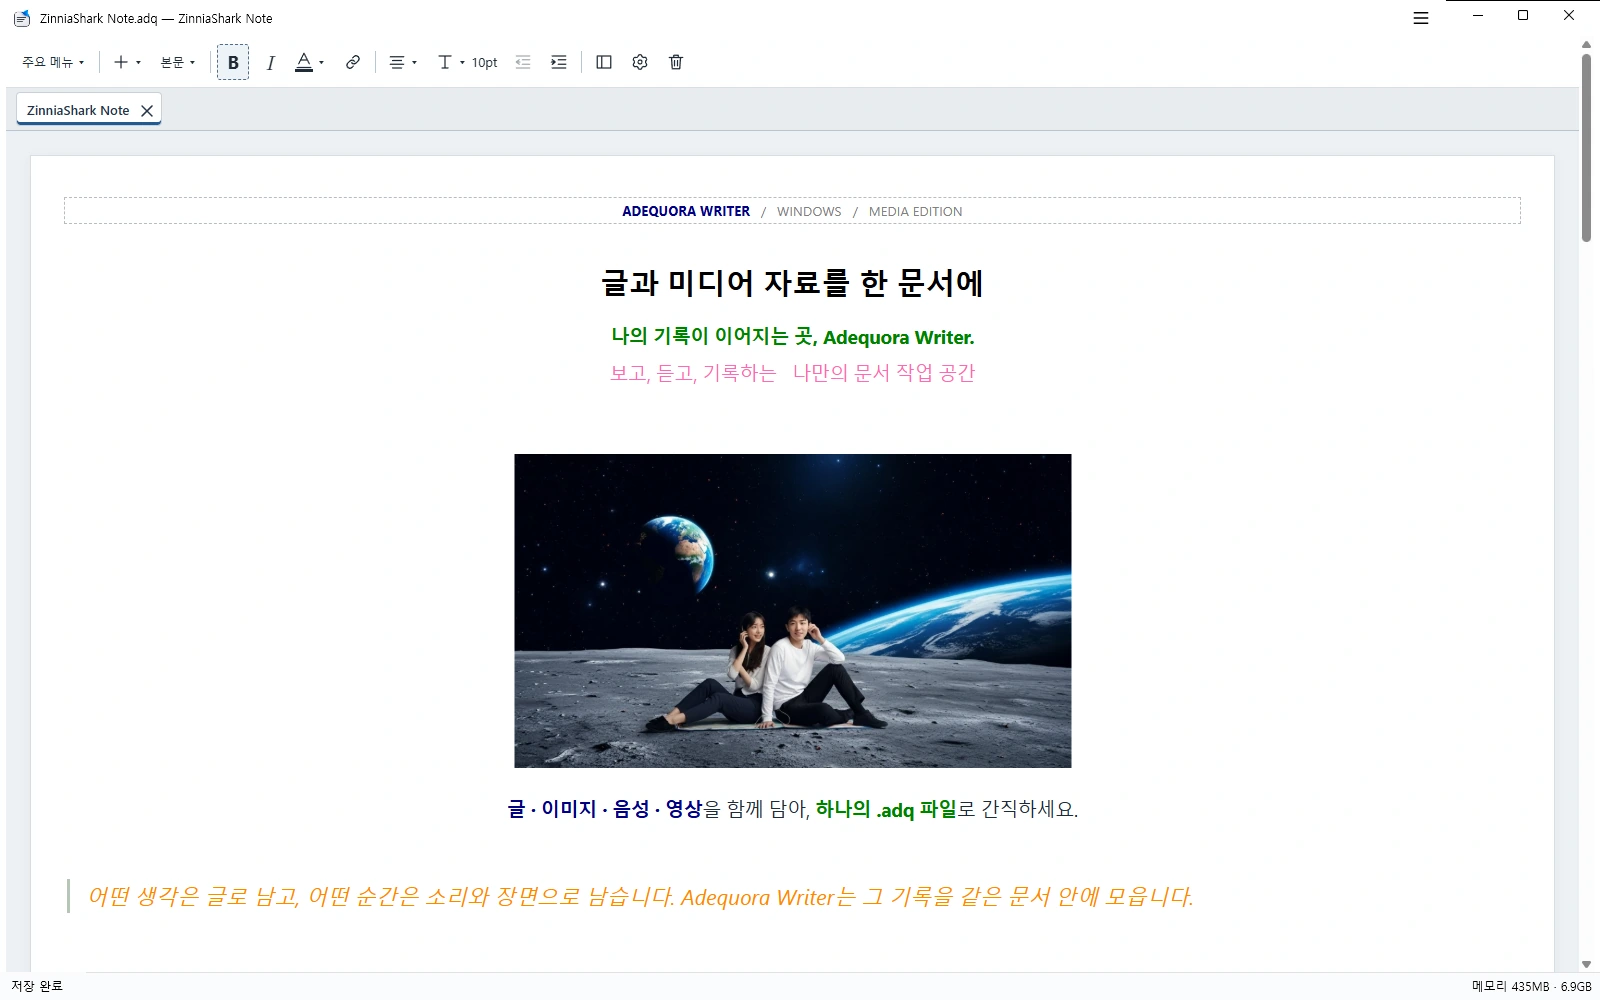 ZinniaShark Note.adq — ZinniaShark Note
주요 메뉴 본문 B I A T 10pt
ZinniaShark Note
ADEQUORA WRITER / WINDOWS / MEDIA EDITION
글과 미디어 자료를 한 문서에
나의 기록이 이어지는 곳, Adequora Writer.
보고, 듣고, 기록하는 나만의 문서 작업 공간
글 · 이미지 · 음성 · 영상을 함께 담아, 하나의 .adq 파일로 간직하세요.
어떤 생각은 글로 남고, 어떤 순간은 소리와 장면으로 남습니다. Adequora Writer는 그 기록을 같은 문서 안에 모읍니다.
저장 완료
메모리 435MB · 6.9GB